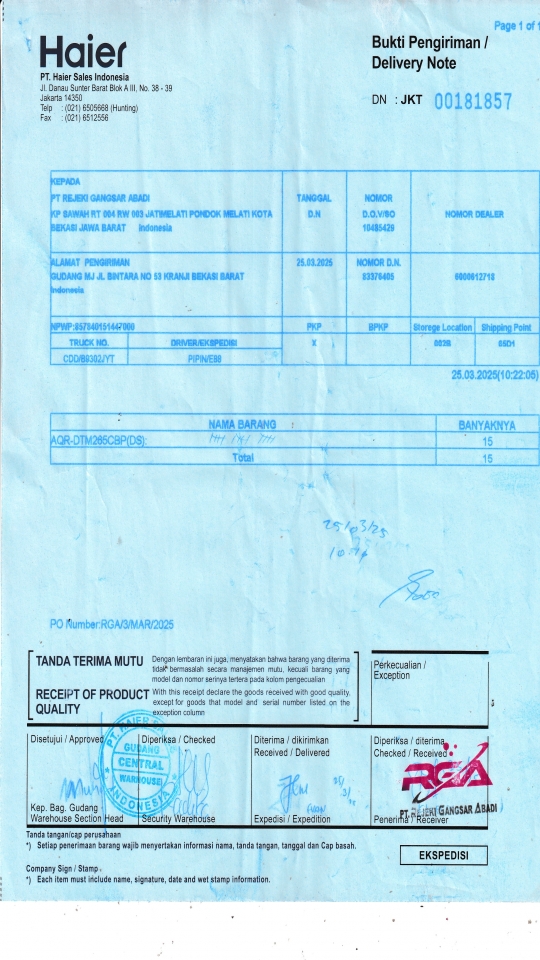 Page 1 of 1
Haier
Bukti Pengiriman /
Delivery Note
PT. Haier Sales Indonesia
Jl. Danau Sunter Barat Blok A III, No. 38 - 39
Jakarta 14350
Telp : (021) 6505668 (Hunting)
Fax : (021) 6512556
DN : JKT 00181857
KEPADA
PT REJEKI GANGSAR ABADI
KP SAWAH RT 004 RW 003 JATIMELATI PONDOK MELATI KOTA
BEKASI JAWA BARAT Indonesia
TANGGAL
D.N
NOMOR
D.O./SO
10485429
NOMOR DEALER
ALAMAT PENGIRIMAN
GUDANG MJ JL BINTARA NO 53 KRANJI BEKASI BARAT
Indonesia
25.03.2025
NOMOR D.N.
83376405
6000612718
NPWP:857840151447000
PKP
BPKP
Storege Location
Shipping Point
TRUCK NO.
DRIVER/EKSPEDISI
X
002B
65D1
CDD/B9302JYT
PIPIN/E88
25.03.2025(10:22:05)
NAMA BARANG
BANYAKNYA
AQR-DTM265CBP(DS):
15
Total
15
25/03/25
PO Number:RGA/3/MAR/2025
TANDA TERIMA MUTU
Dengan lembaran ini juga, menyatakan bahwa barang yang diterima
tidak bermasalah secara manajemen mutu, kecuali barang yang
model dan nomor serinya tertera pada kolom pengecualian
RECEIPT OF PRODUCT
QUALITY
With this receipt declare the goods received with good quality,
except for goods that model and serial number listed on the
exception column
Perkecualian /
Exception
Disetujui / Approved
Diperiksa / Checked
Diterima / dikirimkan
Received / Delivered
Diperiksa / diterima
Checked / Received
PT. HAIER SA
GUDANG
CENTRAL
WAREHOUSE
INDONESIA
RGA
PT. REJEKI GANGSAR ABADI
Kep. Bag. Gudang
Warehouse Section Head
Security Warehouse
Expedisi / Expedition
Penerima / Receiver
Tanda tangan/cap perusahaan
*) Setiap penerimaan barang wajib menyertakan informasi nama, tanda tangan, tanggal dan Cap basah.
EKSPEDISI
Company Sign / Stamp
*) Each item must include name, signature, date and wet stamp information.